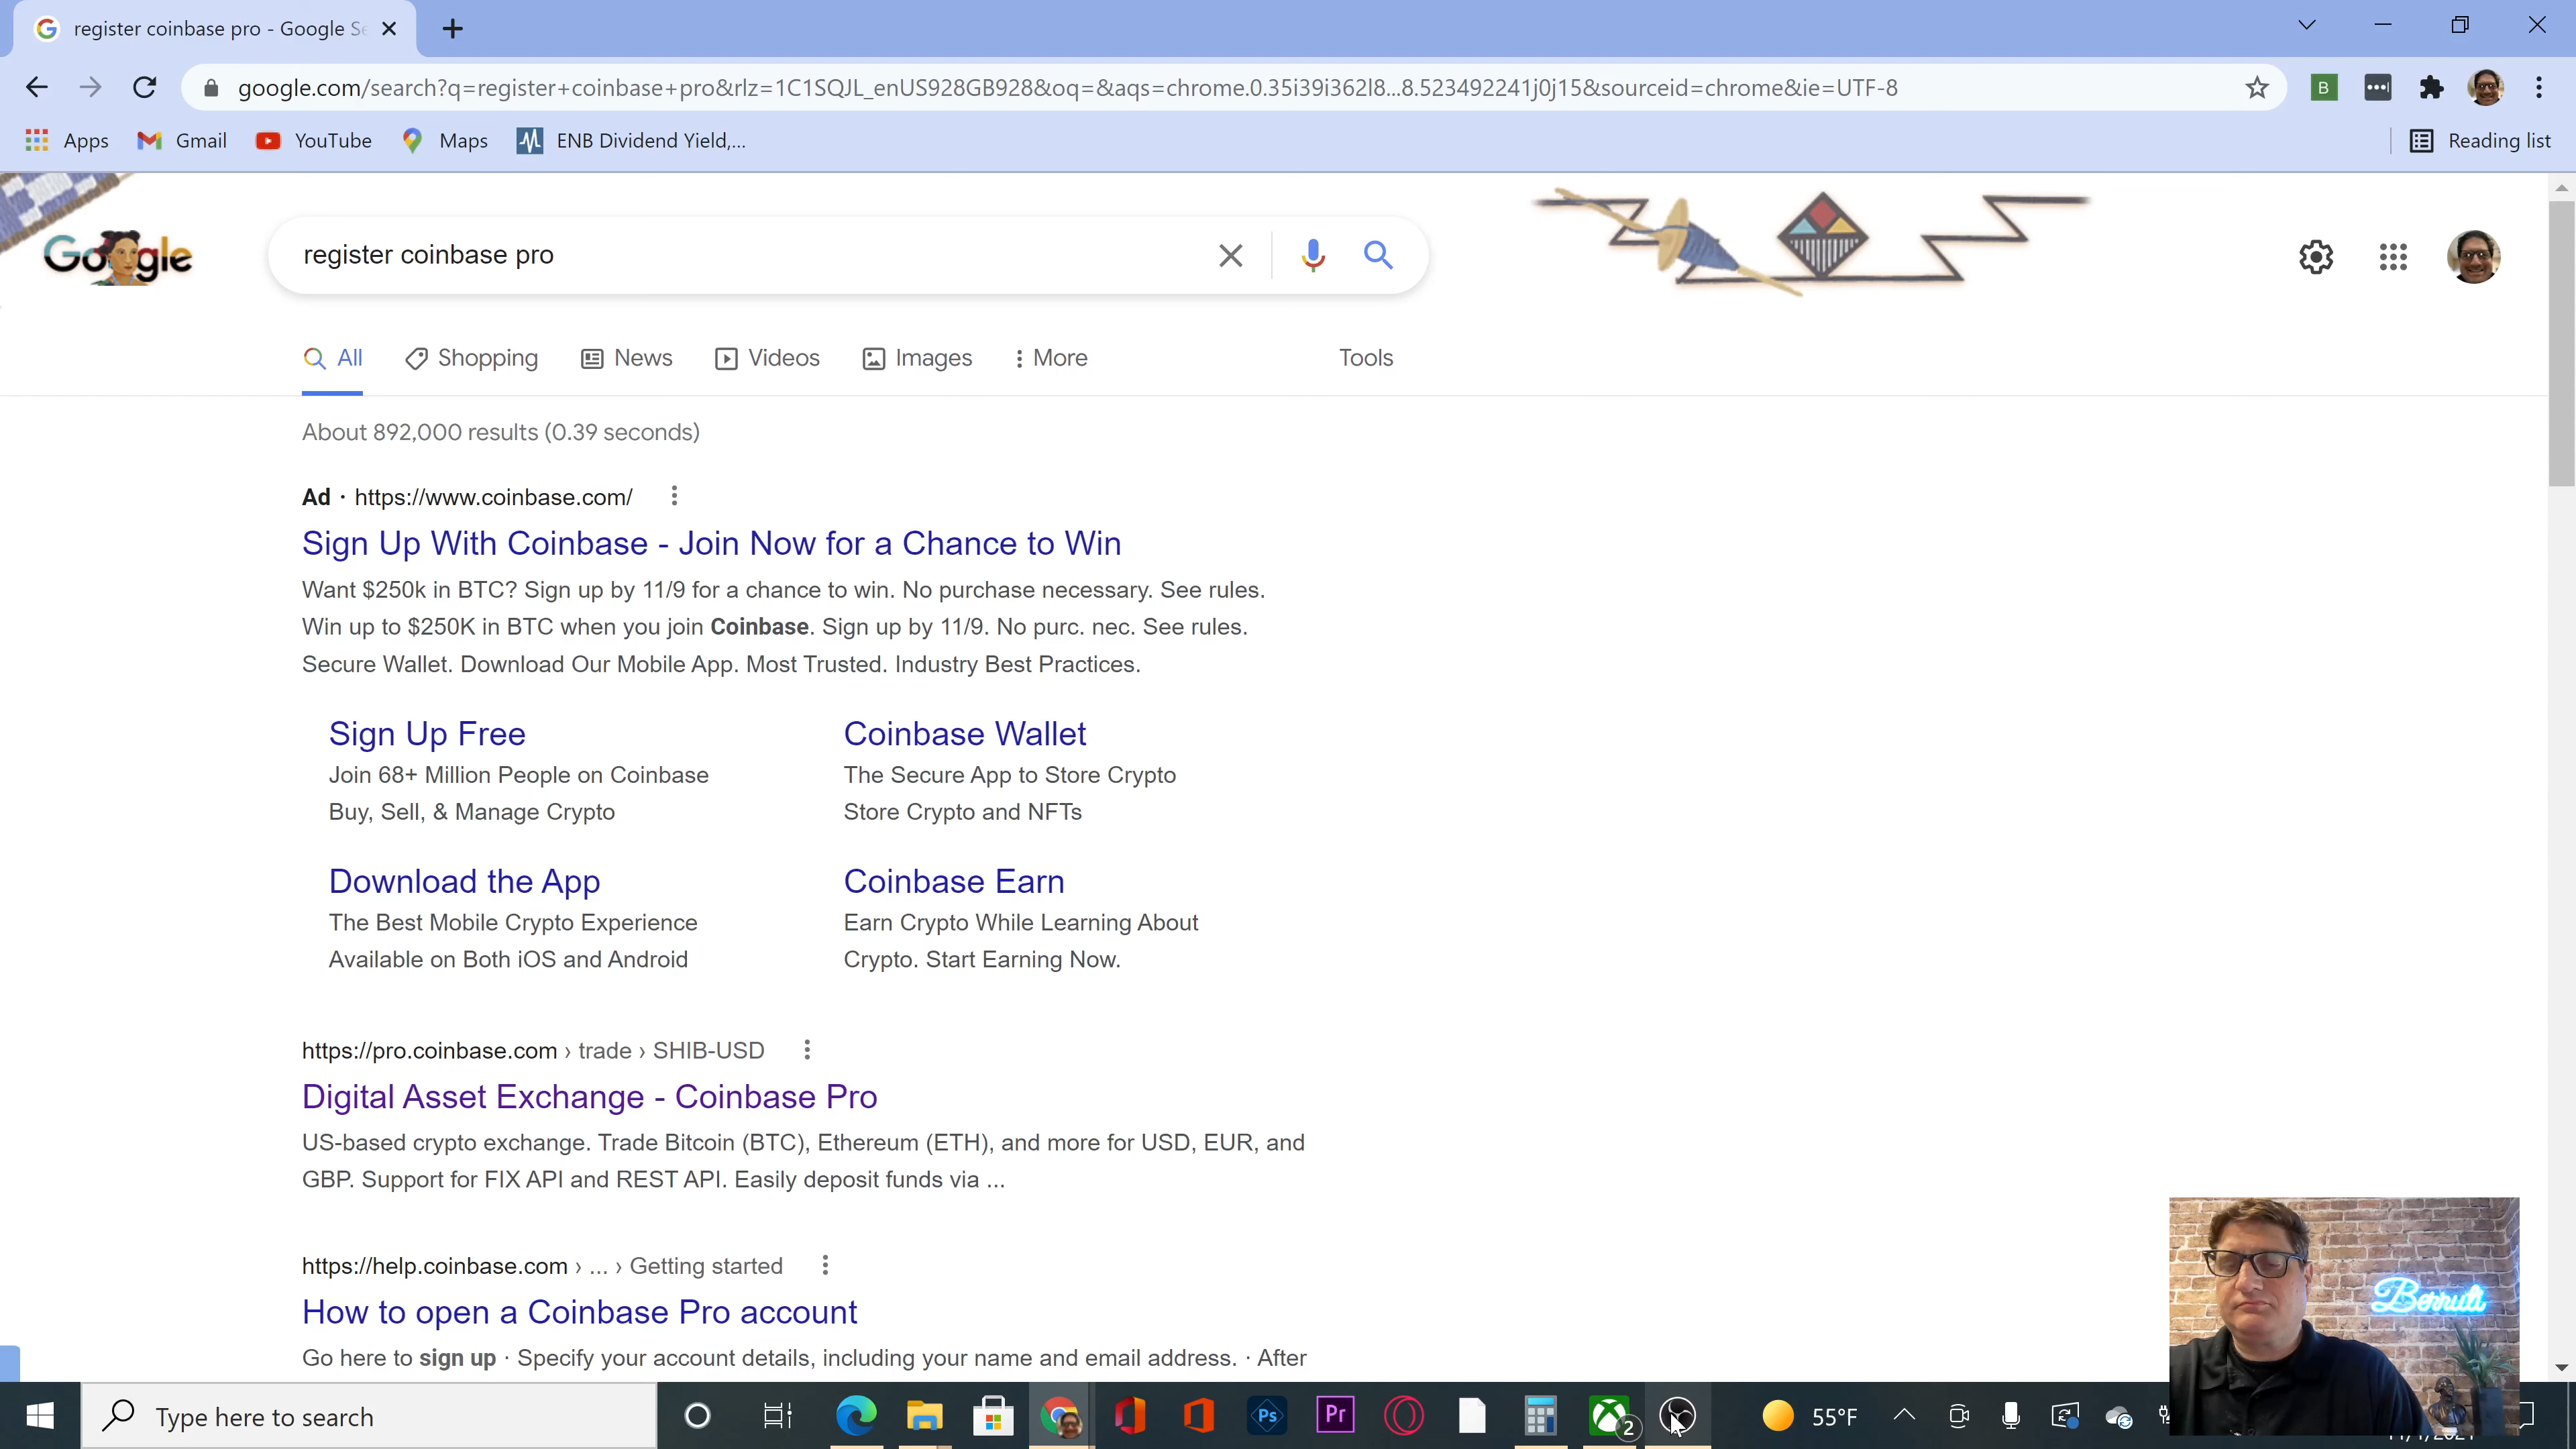 register coinbase pro - Google Se
google.com/search?q=register+coinbase+pro&rlz=1C1SQJL_enUS928GB928&oq=&aqs=chrome.0.35i39i362l8...8.523492241j0j15&sourceid=chrome&ie=UTF-8
B
Apps Gmail YouTube Maps ENB Dividend Yield,... Reading list
Google register coinbase pro
All Shopping News Videos Images More Tools
About 892,000 results (0.39 seconds)
Ad · https://www.coinbase.com/
Sign Up With Coinbase - Join Now for a Chance to Win
Want $250k in BTC? Sign up by 11/9 for a chance to win. No purchase necessary. See rules.
Win up to $250K in BTC when you join Coinbase. Sign up by 11/9. No purc. nec. See rules.
Secure Wallet. Download Our Mobile App. Most Trusted. Industry Best Practices.
Sign Up Free
Join 68+ Million People on Coinbase
Buy, Sell, & Manage Crypto
Coinbase Wallet
The Secure App to Store Crypto
Store Crypto and NFTs
Download the App
The Best Mobile Crypto Experience
Available on Both iOS and Android
Coinbase Earn
Earn Crypto While Learning About
Crypto. Start Earning Now.
https://pro.coinbase.com › trade › SHIB-USD
Digital Asset Exchange - Coinbase Pro
US-based crypto exchange. Trade Bitcoin (BTC), Ethereum (ETH), and more for USD, EUR, and
GBP. Support for FIX API and REST API. Easily deposit funds via ...
https://help.coinbase.com › ... › Getting started
How to open a Coinbase Pro account
Go here to sign up · Specify your account details, including your name and email address. · After
Berruti
Type here to search Ps Pr 2 55°F